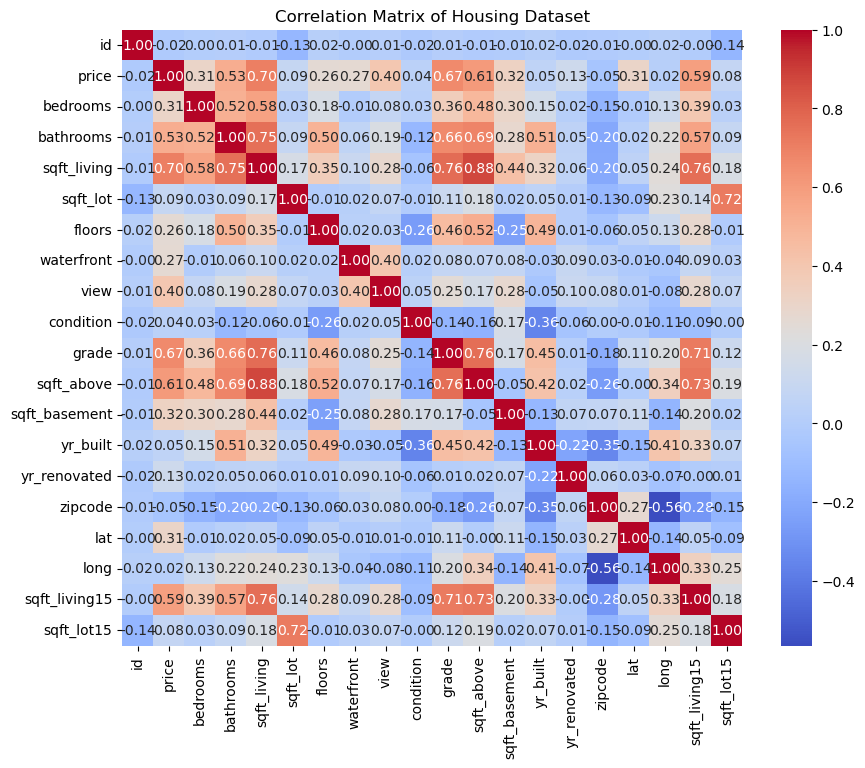 Correlation Matrix of Housing Dataset
id 1.00 -0.02 0.00 0.01 -0.01 -0.13 0.02 -0.00 0.01 -0.02 0.01 -0.01 -0.01 0.02 -0.02 -0.01 -0.00 0.02 -0.00 -0.14
price -0.02 1.00 0.31 0.53 0.70 0.09 0.26 0.27 0.40 0.04 0.67 0.61 0.32 0.05 0.13 -0.05 0.31 0.02 0.59 0.08
bedrooms 0.00 0.31 1.00 0.52 0.58 0.03 0.18 -0.01 0.08 0.03 0.36 0.48 0.30 0.15 0.02 -0.15 -0.01 0.13 0.39 0.03
bathrooms 0.01 0.53 0.52 1.00 0.75 0.09 0.50 0.06 0.19 -0.12 0.66 0.69 0.28 0.51 0.05 -0.20 0.02 0.22 0.57 0.09
sqft_living -0.01 0.70 0.58 0.75 1.00 0.17 0.35 0.10 0.28 -0.06 0.76 0.88 0.44 0.32 0.06 -0.20 0.05 0.24 0.76 0.18
sqft_lot -0.13 0.09 0.03 0.09 0.17 1.00 -0.01 0.02 0.07 -0.01 0.11 0.18 0.02 0.05 0.01 -0.13 -0.09 0.23 0.14 0.72
floors 0.02 0.26 0.18 0.50 0.35 -0.01 1.00 0.02 0.03 -0.26 0.46 0.52 -0.25 0.49 0.01 -0.06 0.05 0.13 0.28 -0.01
waterfront -0.00 0.27 -0.01 0.06 0.10 0.02 0.02 1.00 0.40 0.02 0.08 0.07 0.08 -0.03 0.09 0.03 -0.01 -0.04 0.09 0.03
view 0.01 0.40 0.08 0.19 0.28 0.07 0.03 0.40 1.00 0.05 0.25 0.17 0.28 -0.05 0.10 0.08 0.01 -0.08 0.28 0.07
condition -0.02 0.04 0.03 -0.12 -0.06 -0.01 -0.26 0.02 0.05 1.00 -0.14 -0.16 0.17 -0.36 -0.06 0.00 -0.01 -0.11 -0.09 -0.00
grade 0.01 0.67 0.36 0.66 0.76 0.11 0.46 0.08 0.25 -0.14 1.00 0.76 0.17 0.45 0.01 -0.18 0.11 0.20 0.71 0.12
sqft_above -0.01 0.61 0.48 0.69 0.88 0.18 0.52 0.07 0.17 -0.16 0.76 1.00 -0.05 0.42 0.02 -0.26 -0.00 0.34 0.73 0.19
sqft_basement -0.01 0.32 0.30 0.28 0.44 0.02 -0.25 0.08 0.28 0.17 0.17 -0.05 1.00 -0.13 0.07 0.07 0.11 -0.14 0.20 0.02
yr_built 0.02 0.05 0.15 0.51 0.32 0.05 0.49 -0.03 -0.05 -0.36 0.45 0.42 -0.13 1.00 -0.22 -0.35 -0.15 0.41 0.33 0.07
yr_renovated -0.02 0.13 0.02 0.05 0.06 0.01 0.01 0.09 0.10 -0.06 0.01 0.02 0.07 -0.22 1.00 0.06 0.03 -0.07 -0.00 0.01
zipcode -0.01 -0.05 -0.15 -0.20 -0.20 -0.13 -0.06 0.03 0.08 0.00 -0.18 -0.26 0.07 -0.35 0.06 1.00 0.27 -0.56 -0.28 -0.15
lat -0.00 0.31 -0.01 0.02 0.05 -0.09 0.05 -0.01 0.01 -0.01 0.11 -0.00 0.11 -0.15 0.03 0.27 1.00 -0.14 0.05 -0.09
long 0.02 0.02 0.13 0.22 0.24 0.23 0.13 -0.04 -0.08 -0.11 0.20 0.34 -0.14 0.41 -0.07 -0.56 -0.14 1.00 0.33 0.25
sqft_living15 -0.00 0.59 0.39 0.57 0.76 0.14 0.28 0.09 0.28 -0.09 0.71 0.73 0.20 0.33 -0.00 -0.28 0.05 0.33 1.00 0.18
sqft_lot15 -0.14 0.08 0.03 0.09 0.18 0.72 -0.01 0.03 0.07 -0.00 0.12 0.19 0.02 0.07 0.01 -0.15 -0.09 0.25 0.18 1.00
id price bedrooms bathrooms sqft_living sqft_lot floors waterfront view condition grade sqft_above sqft_basement yr_built yr_renovated zipcode lat long sqft_living15 sqft_lot15
1.0
0.8
0.6
0.4
0.2
0.0
−0.2
−0.4